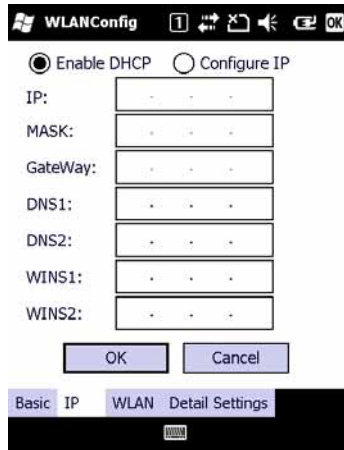 WLANConfig 1 OK
Enable DHCP Configure IP
IP: . . .
MASK: . . .
GateWay: . . .
DNS1: . . .
DNS2: . . .
WINS1: . . .
WINS2: . . .
OK Cancel
Basic IP WLAN Detail Settings